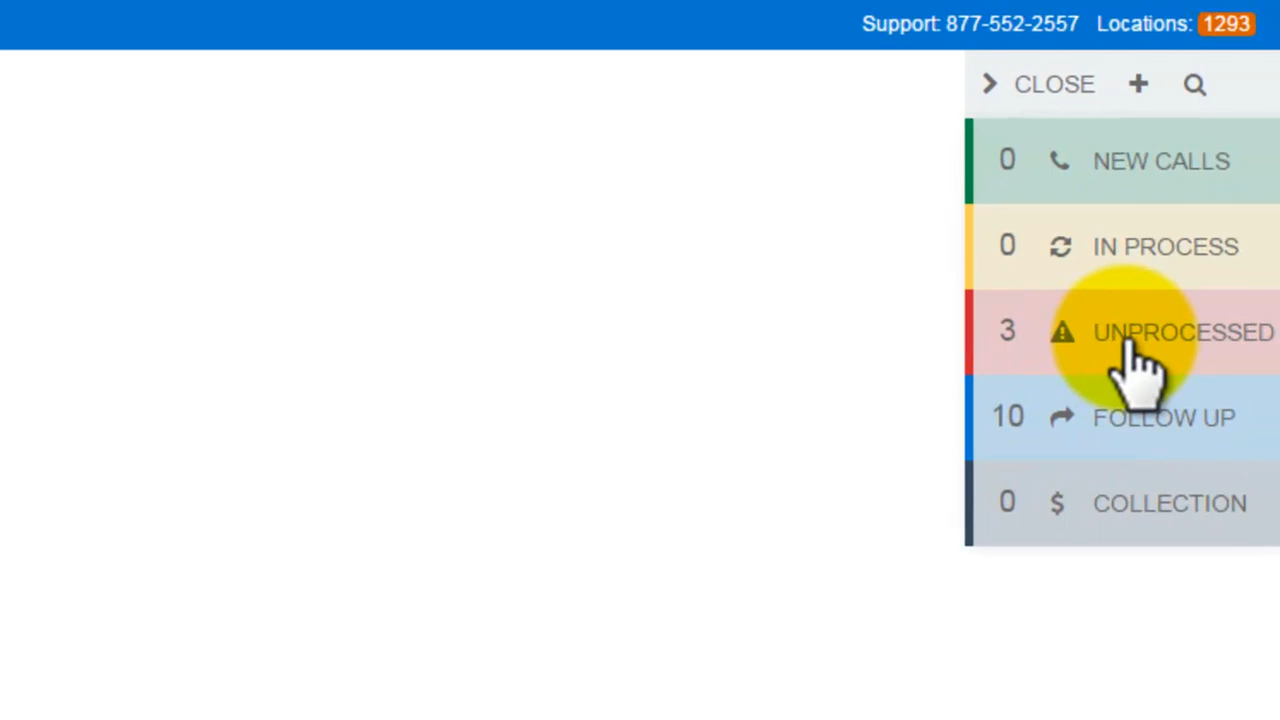 Support: 877-552-2557 Locations: 1293
CLOSE
0 NEW CALLS
0 IN PROCESS
3 UNPROCESSED
10 FOLLOW UP
0 $ COLLECTION